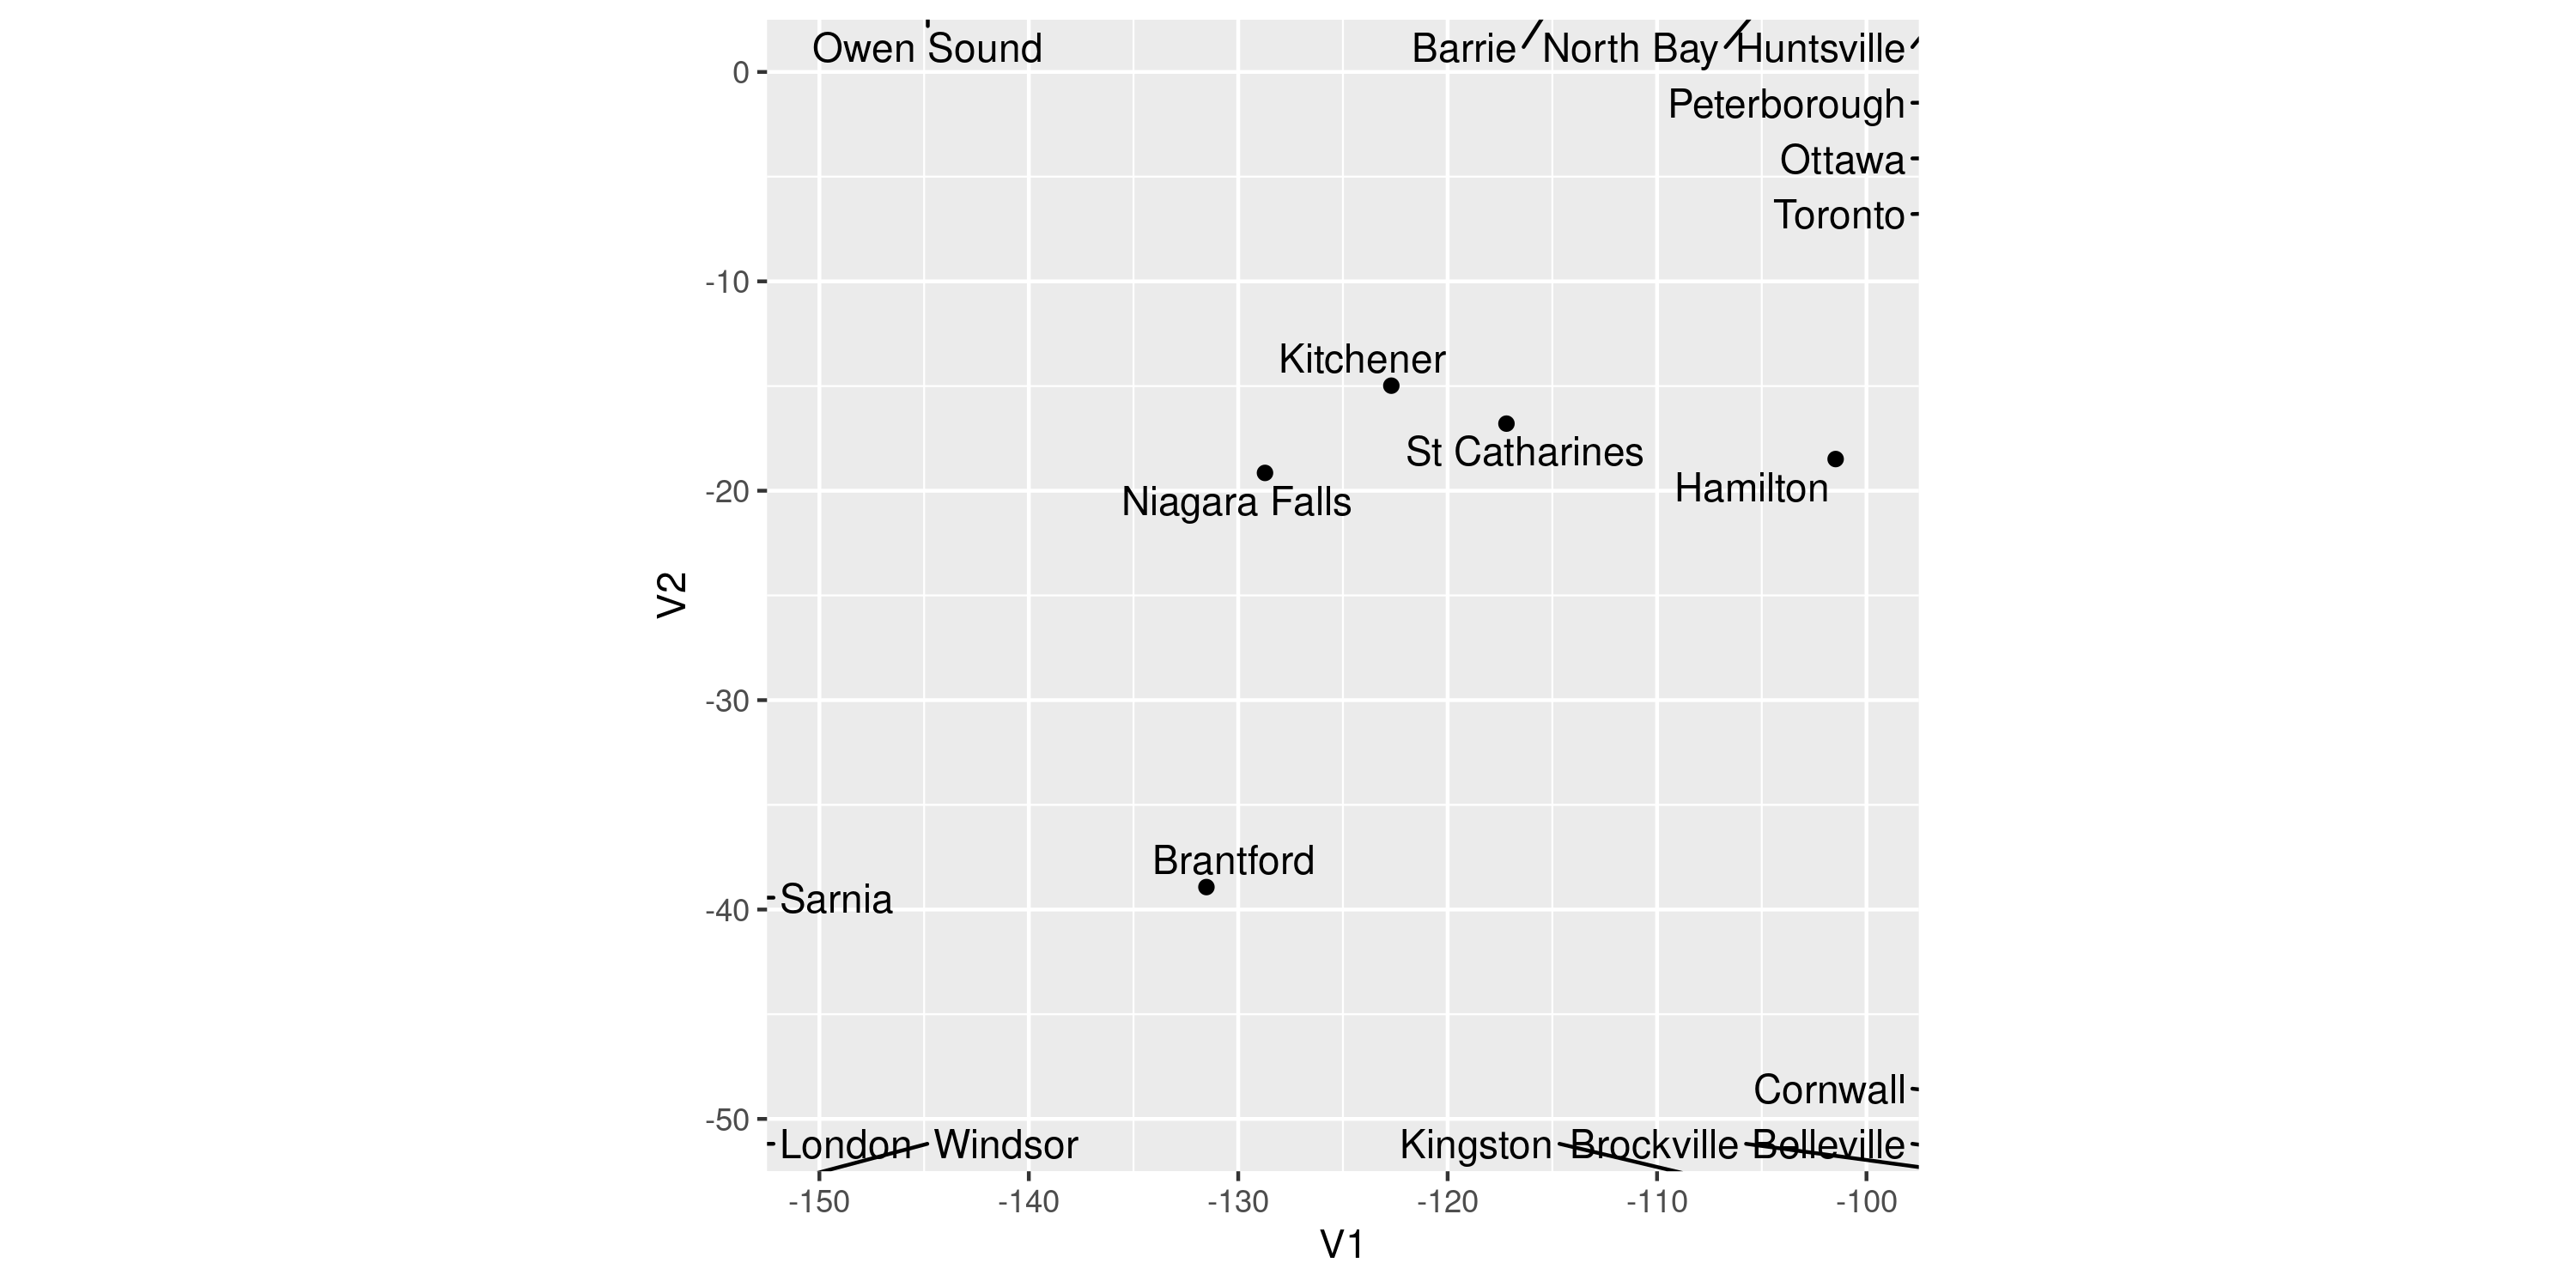 Owen Sound Barrie North Bay Huntsville
0
Peterborough
Ottawa
Toronto
-10
Kitchener
St Catharines
Hamilton
-20
Niagara Falls
V2
-30
Brantford
Sarnia
-40
Cornwall
-50
London Windsor Kingston Brockville Belleville
-150 -140 -130 -120 -110 -100
V1